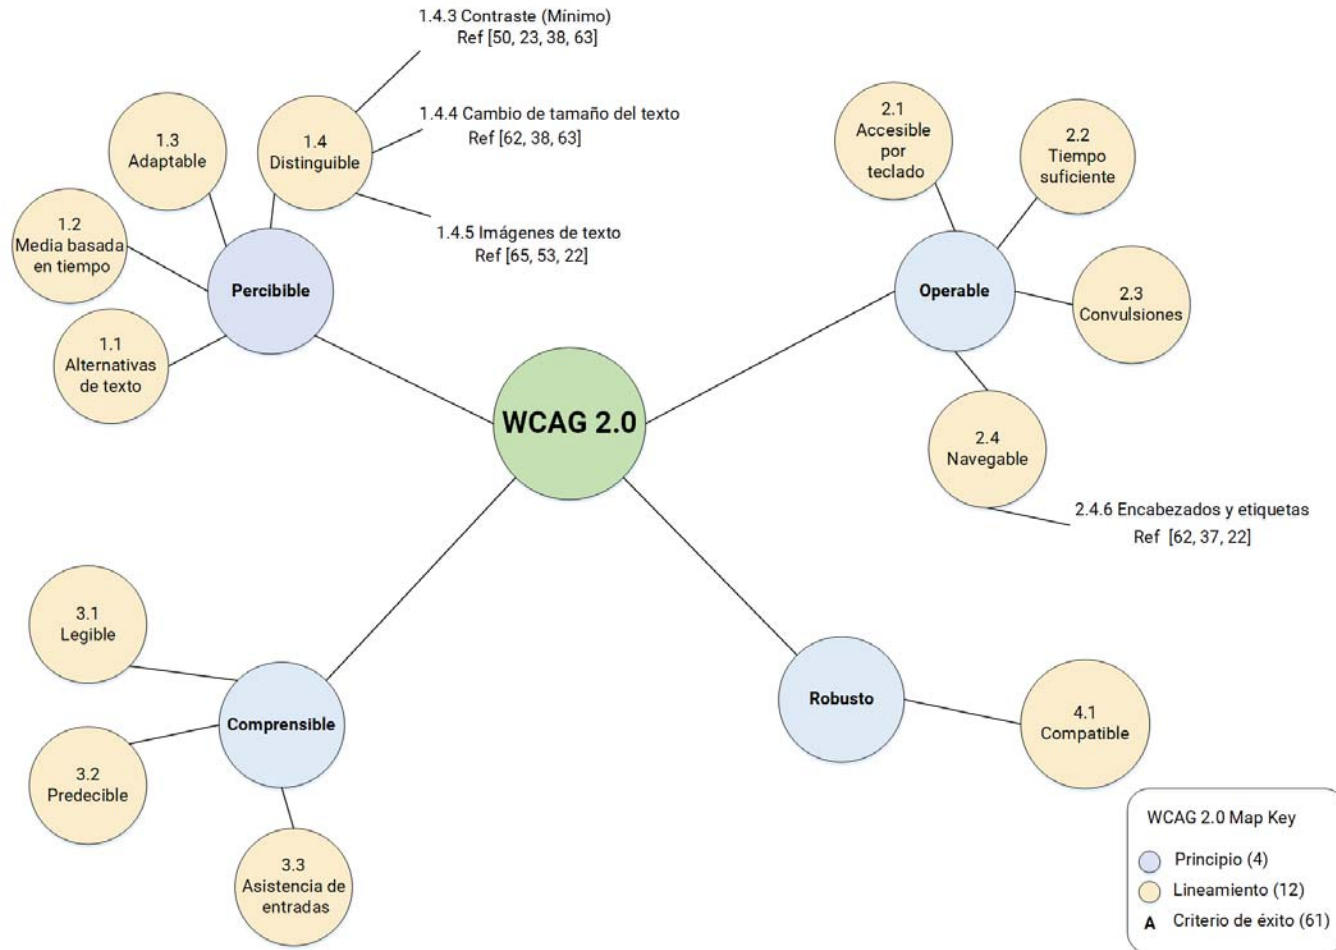 1.4.3 Contraste (Mínimo)
Ref [50, 23, 38, 63]
1.4.4 Cambio de tamaño del texto
Ref [62, 38, 63]
1.4.5 Imágenes de texto
Ref [65, 53, 22]
1.4
Distinguible
1.3
Adaptable
1.2
Media basada
en tiempo
1.1
Alternativas
de texto
Percibible
2.1
Accesible
por
teclado
2.2
Tiempo
suficiente
2.3
Convulsiones
Operable
2.4
Navegable
2.4.6 Encabezados y etiquetas
Ref [62, 37, 22]
WCAG 2.0
3.1
Legible
3.2
Predecible
3.3
Asistencia de
entradas
Comprensible
Robusto
4.1
Compatible
WCAG 2.0 Map Key
Principio (4)
Lineamiento (12)
A Criterio de éxito (61)